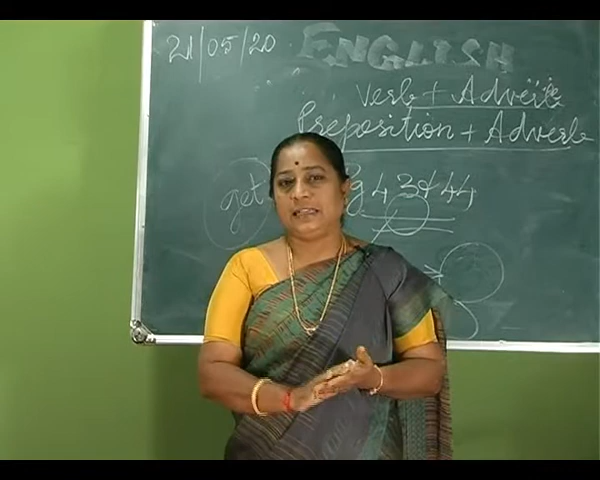 21/05/20
ENGLISH
Verb + Adverb
Preposition + Adverb
get
Pg 43 & 44